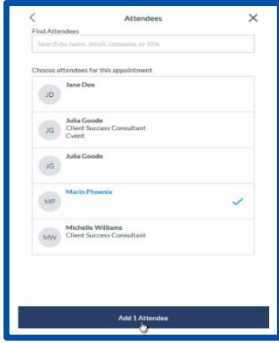 Attendees
Find Attendees
Search by name, email, company, or title
Choose attendees for this appointment
JD
Jane Doe
JG
Julia Goode
Client Success Consultant
Cvent
JG
Julia Goode
MP
Marin Phoenix
MW
Michelle Williams
Client Success Consultant
Add 1 Attendee